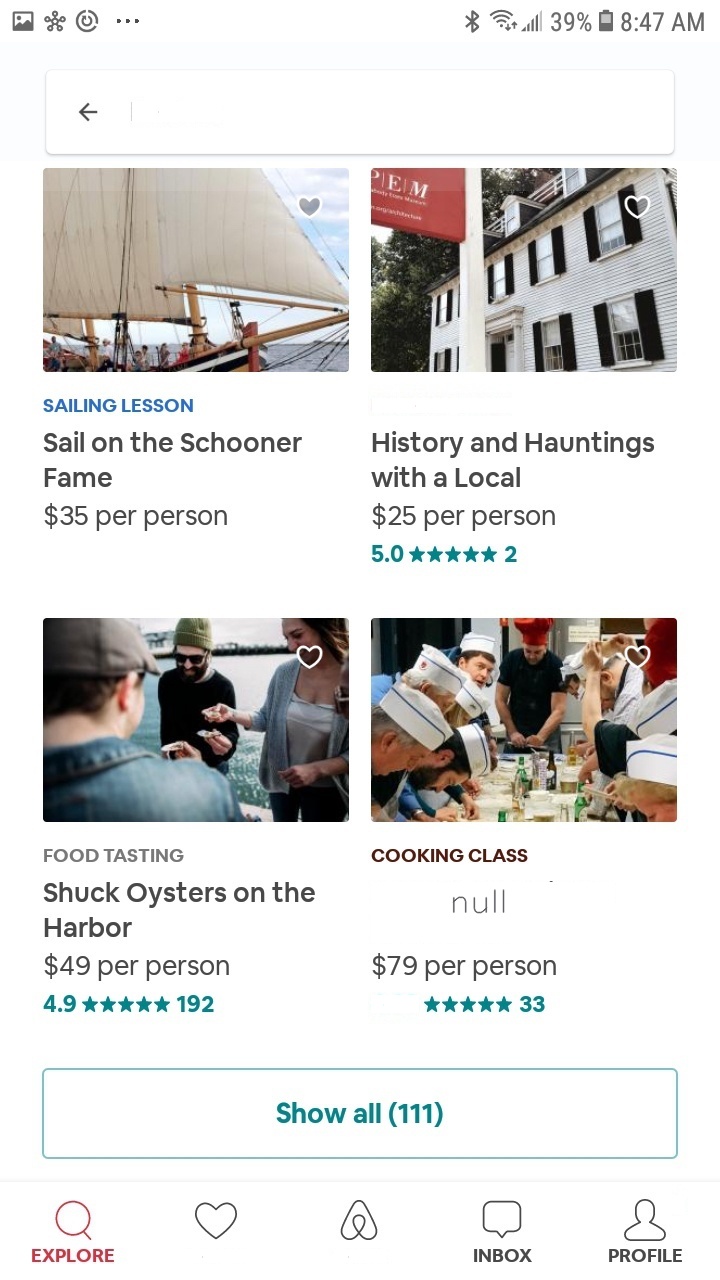 39% 8:47 AM
P|E|M
SAILING LESSON
Sail on the Schooner
Fame
$35 per person
History and Hauntings
with a Local
$25 per person
5.0 ★★★★★ 2
FOOD TASTING
Shuck Oysters on the
Harbor
$49 per person
4.9 ★★★★★ 192
COOKING CLASS
null
$79 per person
★★★★★ 33
Show all (111)
EXPLORE
INBOX
PROFILE